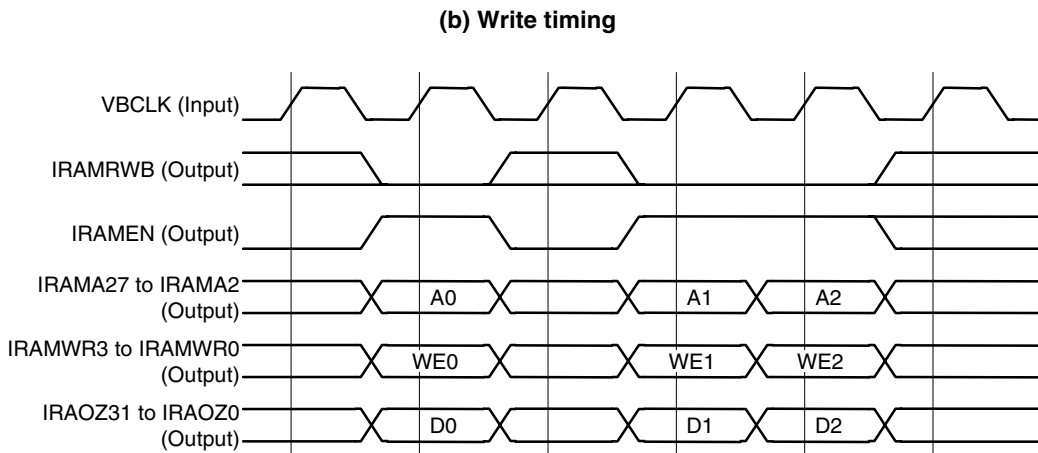 (b) Write timing
VBCLK (Input)
IRAMRWB (Output)
IRAMEN (Output)
IRAMA27 to IRAMA2
(Output)
A0 A1 A2
IRAMWR3 to IRAMWR0
(Output)
WE0 WE1 WE2
IRAOZ31 to IRAOZ0
(Output)
D0 D1 D2